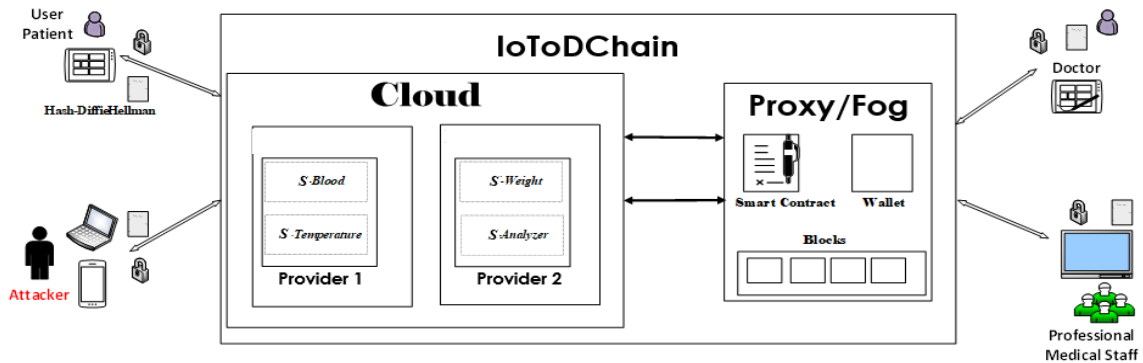 User
Patient
Hash-DiffieHellman
Attacker
IoToDChain
Cloud
S-Blood
S-Temperature
Provider 1
S-Weight
S-Analyzer
Provider 2
Proxy/Fog
Smart Contract
Wallet
Blocks
Doctor
Professional
Medical Staff